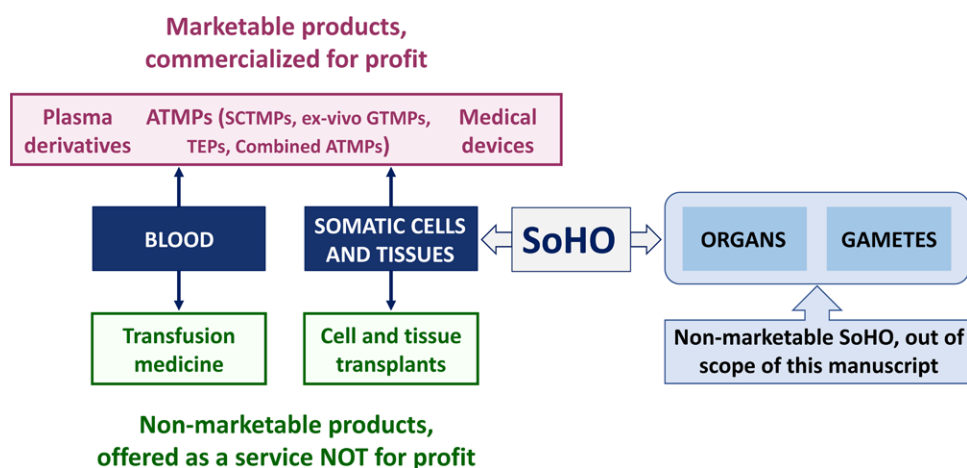 Marketable products,
commercialized for profit
Plasma
derivatives
ATMPs (SCTMPs, ex-vivo GTMPs,
TEPs, Combined ATMPs)
Medical
devices
BLOOD
SOMATIC CELLS
AND TISSUES
SoHO
ORGANS
GAMETES
Transfusion
medicine
Cell and tissue
transplants
Non-marketable SoHO, out of
scope of this manuscript
Non-marketable products,
offered as a service NOT for profit